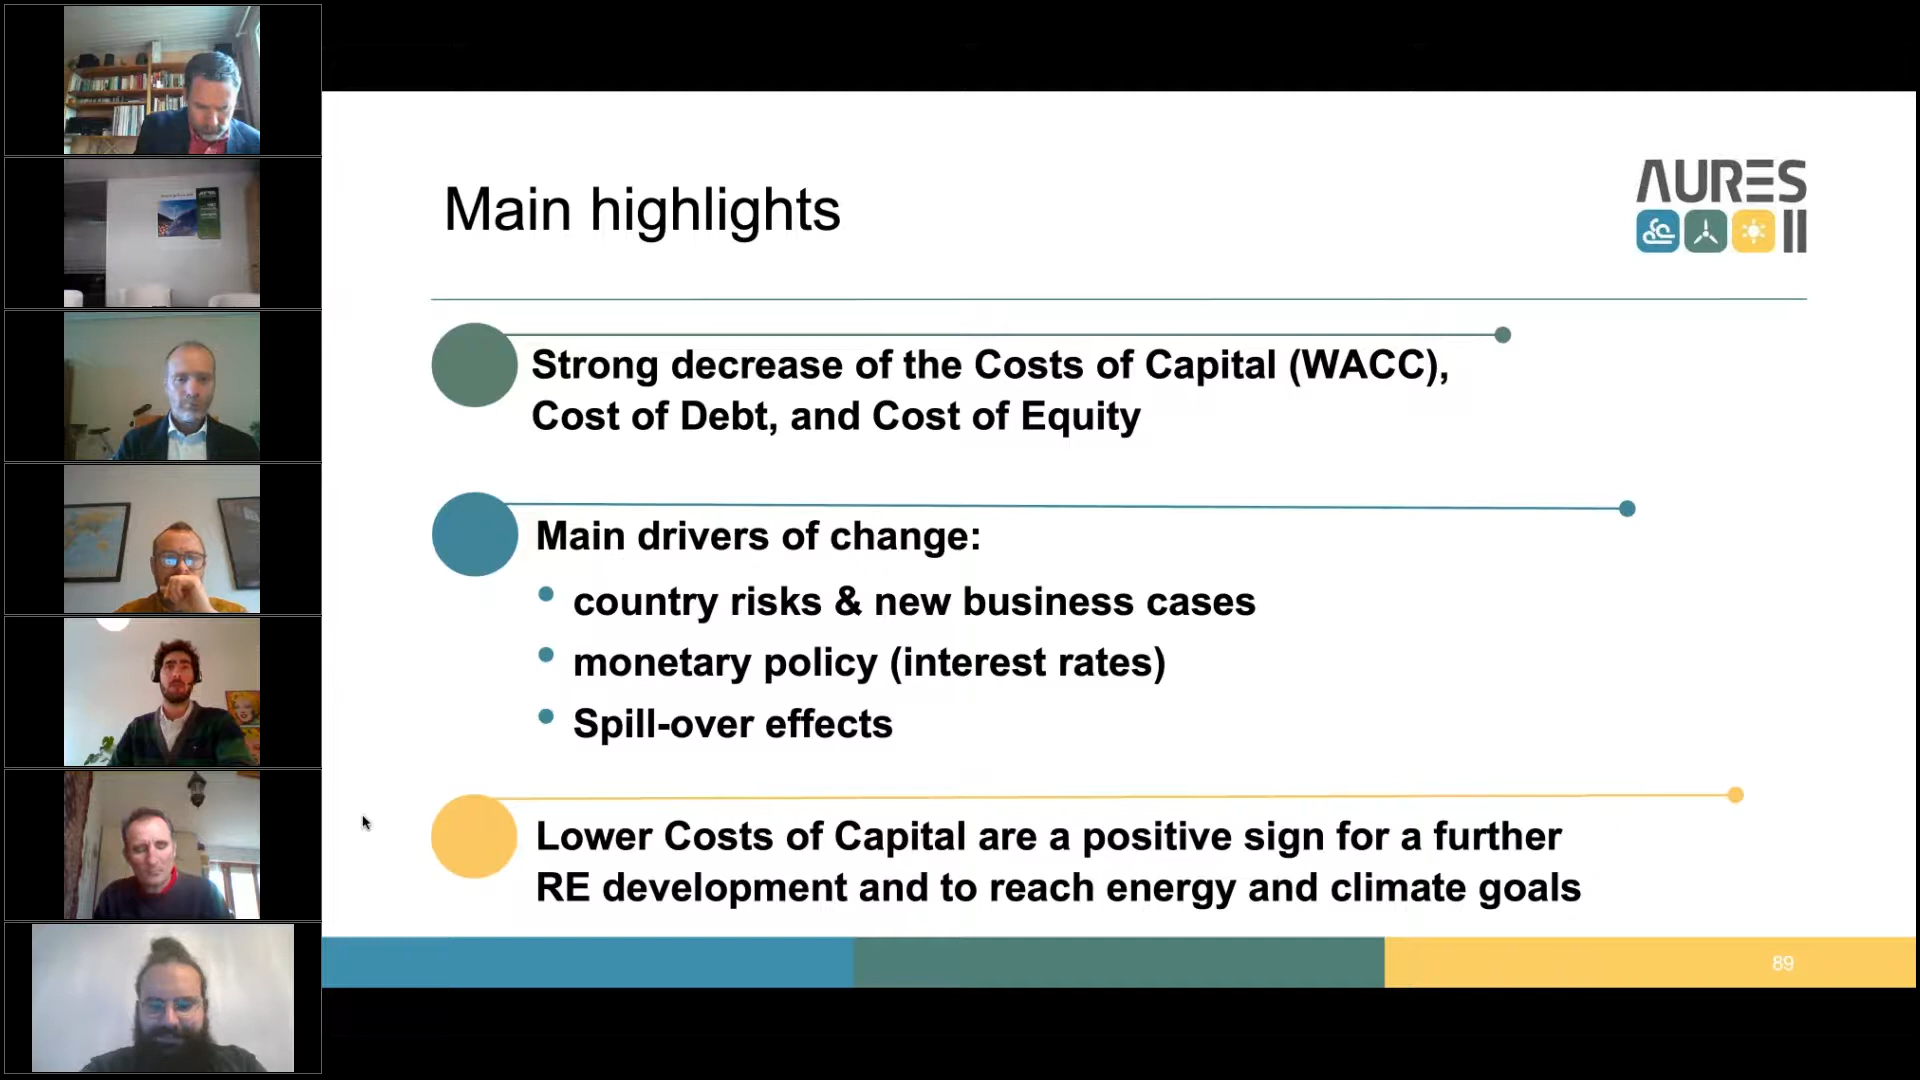 Main highlights
AURES
II
Strong decrease of the Costs of Capital (WACC),
Cost of Debt, and Cost of Equity
Main drivers of change:
country risks & new business cases
monetary policy (interest rates)
Spill-over effects
Lower Costs of Capital are a positive sign for a further
RE development and to reach energy and climate goals
89